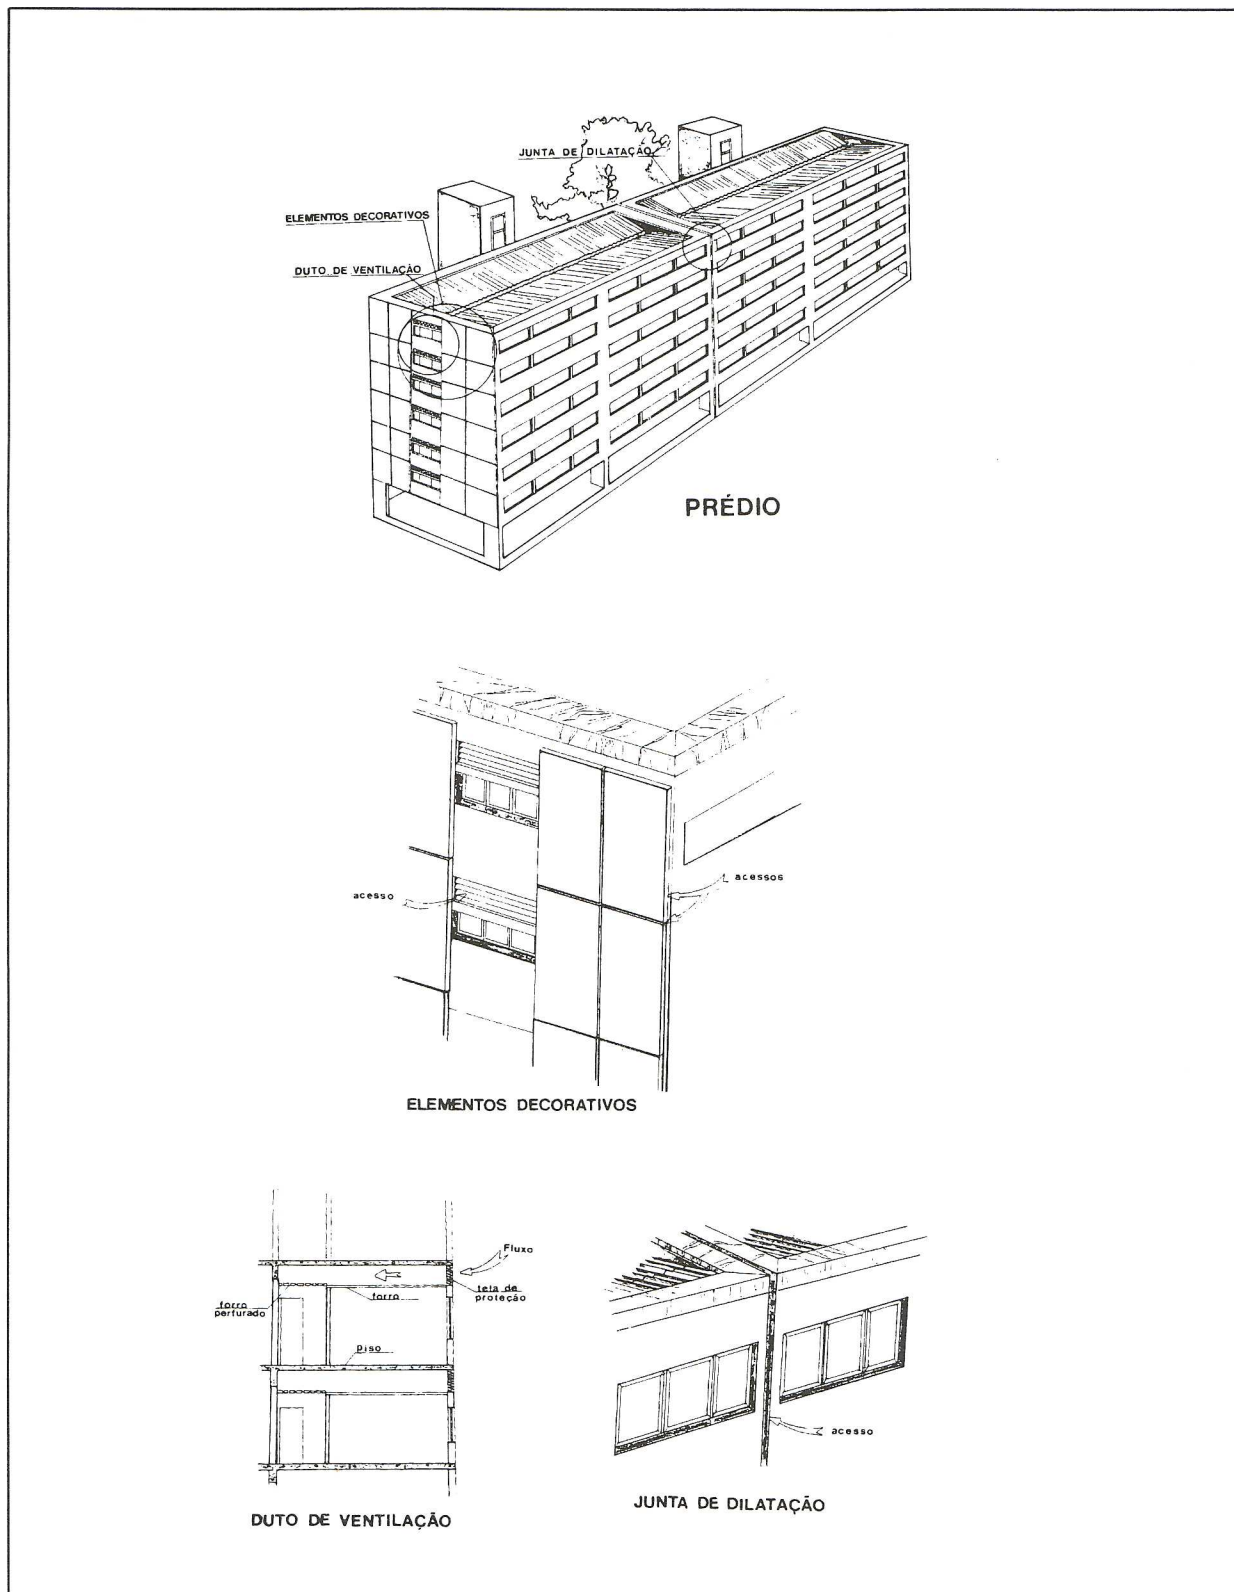 JUNTA DE DILATAÇÃO
ELEMENTOS DECORATIVOS
DUTO DE VENTILAÇÃO
PRÉDIO
acesso
acessos
ELEMENTOS DECORATIVOS
Fluxo
tela de
proteção
forro
perfurado
forro
piso
DUTO DE VENTILAÇÃO
acesso
JUNTA DE DILATAÇÃO